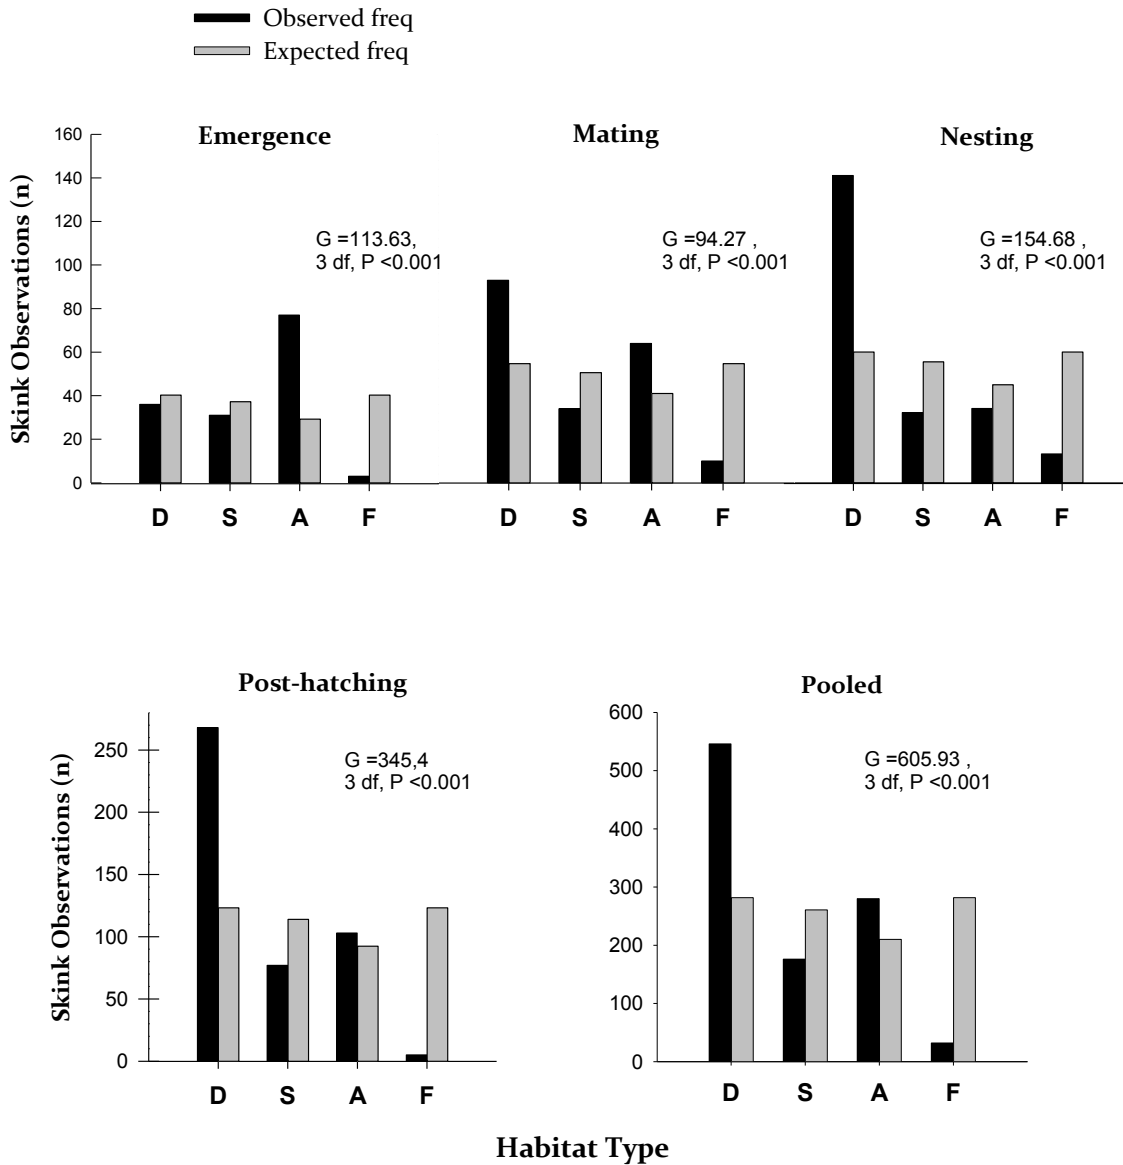 Observed freq
Expected freq
Emergence
Mating
Nesting
Skink Observations (n)
160
140
120
100
80
60
40
20
0
G =113.63,
3 df, P <0.001
G =94.27 ,
3 df, P <0.001
G =154.68 ,
3 df, P <0.001
D S A F
D S A F
D S A F
Post-hatching
Pooled
Skink Observations (n)
250
200
150
100
50
0
G =345,4
3 df, P <0.001
600
500
400
300
200
100
0
G =605.93 ,
3 df, P <0.001
D S A F
D S A F
Habitat Type